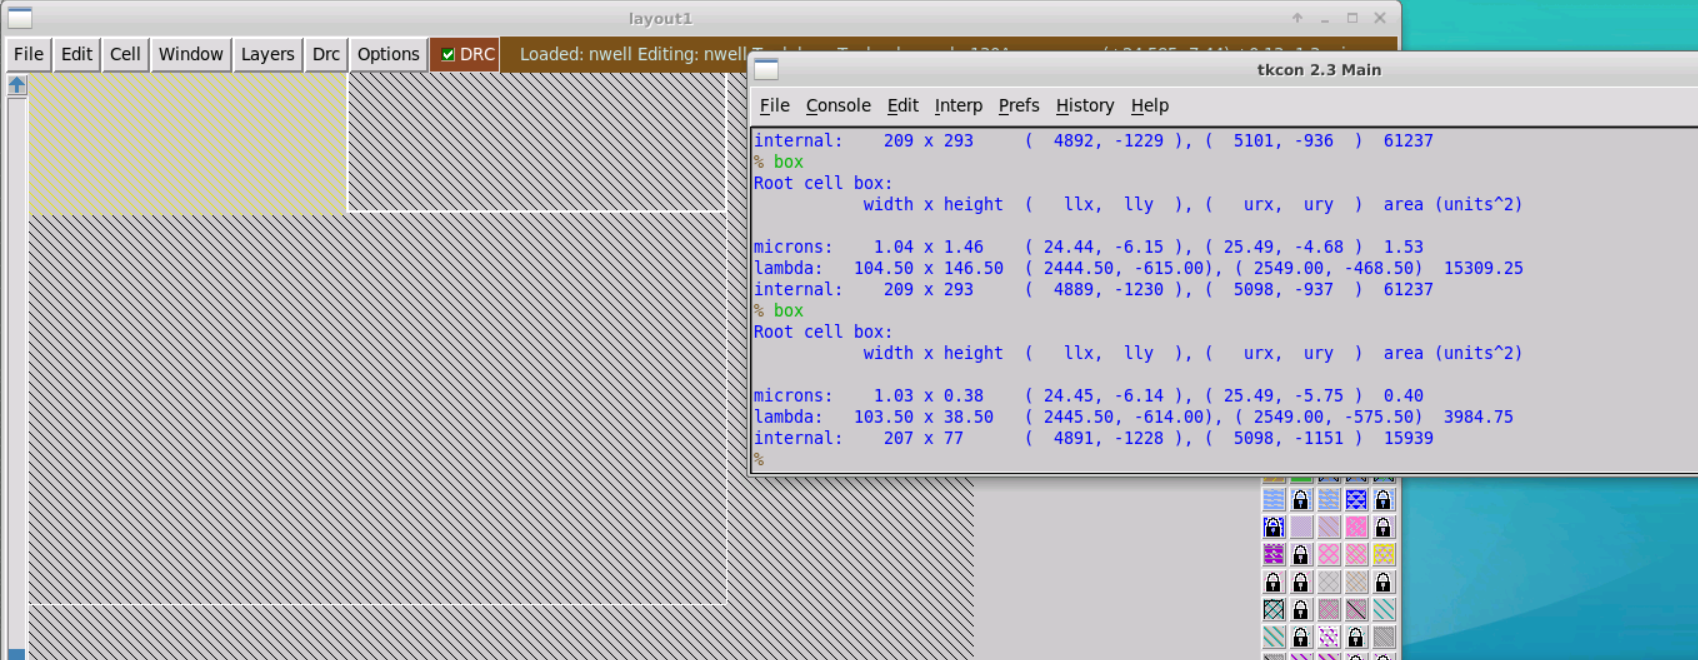 layout1
File Edit Cell Window Layers Drc Options DRC Loaded: nwell Editing: nwell
tkcon 2.3 Main
File Console Edit Interp Prefs History Help
internal: 209 x 293 ( 4892, -1229 ), ( 5101, -936 ) 61237
% box
Root cell box:
width x height ( llx, lly ), ( urx, ury ) area (units^2)
microns: 1.04 x 1.46 ( 24.44, -6.15 ), ( 25.49, -4.68 ) 1.53
lambda: 104.50 x 146.50 ( 2444.50, -615.00), ( 2549.00, -468.50) 15309.25
internal: 209 x 293 ( 4889, -1230 ), ( 5098, -937 ) 61237
% box
Root cell box:
width x height ( llx, lly ), ( urx, ury ) area (units^2)
microns: 1.03 x 0.38 ( 24.45, -6.14 ), ( 25.49, -5.75 ) 0.40
lambda: 103.50 x 38.50 ( 2445.50, -614.00), ( 2549.00, -575.50) 3984.75
internal: 207 x 77 ( 4891, -1228 ), ( 5098, -1151 ) 15939
%